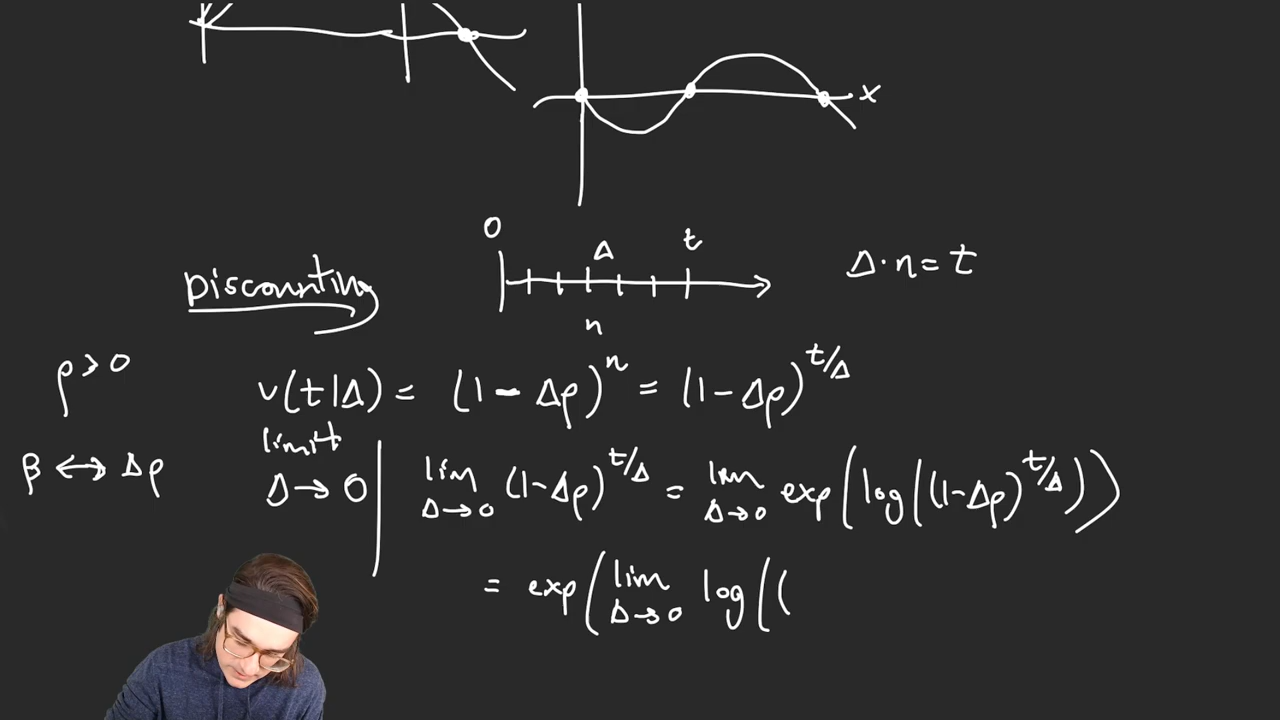 x
0 Δ t
Δ·n = t
Discounting
n
ρ > 0
v(t|Δ) = (1 - Δρ)^n = (1 - Δρ)^{t/Δ}
limit
β ↔ Δρ
Δ → 0
lim_{Δ→0} (1-Δρ)^{t/Δ} = lim_{Δ→0} exp(log((1-Δρ)^{t/Δ}))
= exp(lim_{Δ→0} log((